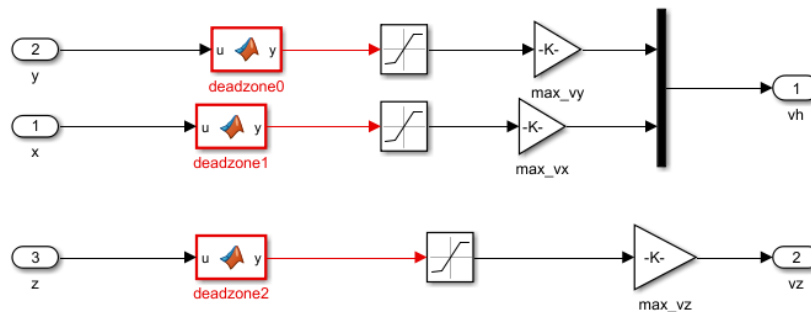 2
u y
-K-
y
deadzone0
max_vy
1
vh
1
u y
-K-
x
deadzone1
max_vx
3
u y
-K-
2
z
deadzone2
max_vz
vz